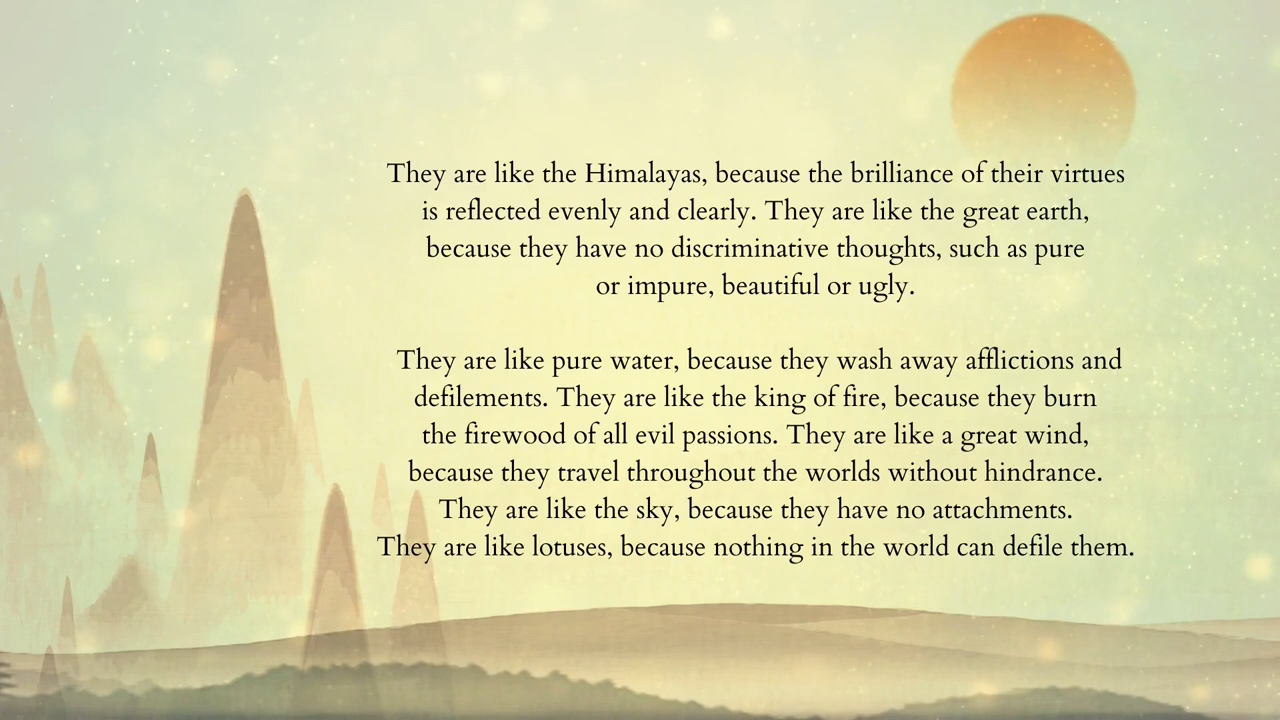 They are like the Himalayas, because the brilliance of their virtues
is reflected evenly and clearly. They are like the great earth,
because they have no discriminative thoughts, such as pure
or impure, beautiful or ugly.
They are like pure water, because they wash away afflictions and
defilements. They are like the king of fire, because they burn
the firewood of all evil passions. They are like a great wind,
because they travel throughout the worlds without hindrance.
They are like the sky, because they have no attachments.
They are like lotuses, because nothing in the world can defile them.